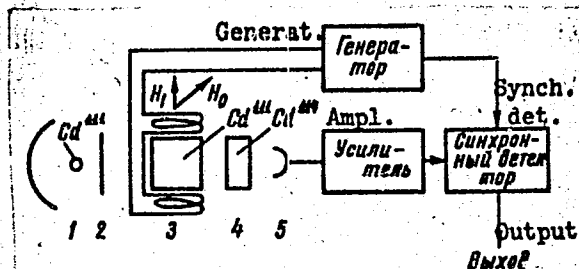 Generat.
Генера-
тор
H₁ H₀
Synch.
det.
Cd¹¹¹
Cd¹¹¹ Cd¹¹⁴
Ampl.
Усили-
тель
Синхрон-
ный детек
тор
1 2 3 4 5
Output
Выход